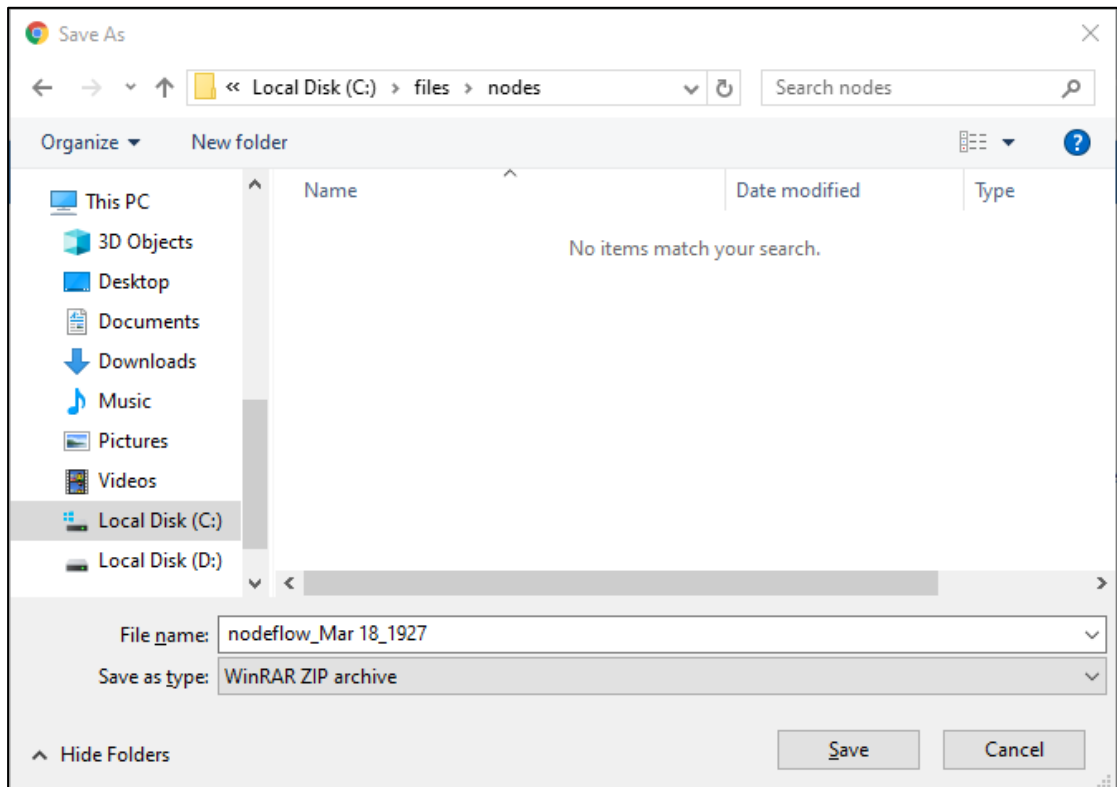 Save As
« Local Disk (C:) › files › nodes
Search nodes
Organize
New folder
Name
Date modified
Type
No items match your search.
This PC
3D Objects
Desktop
Documents
Downloads
Music
Pictures
Videos
Local Disk (C:)
Local Disk (D:)
File name: nodeflow_Mar 18_1927
Save as type: WinRAR ZIP archive
Hide Folders
Save
Cancel